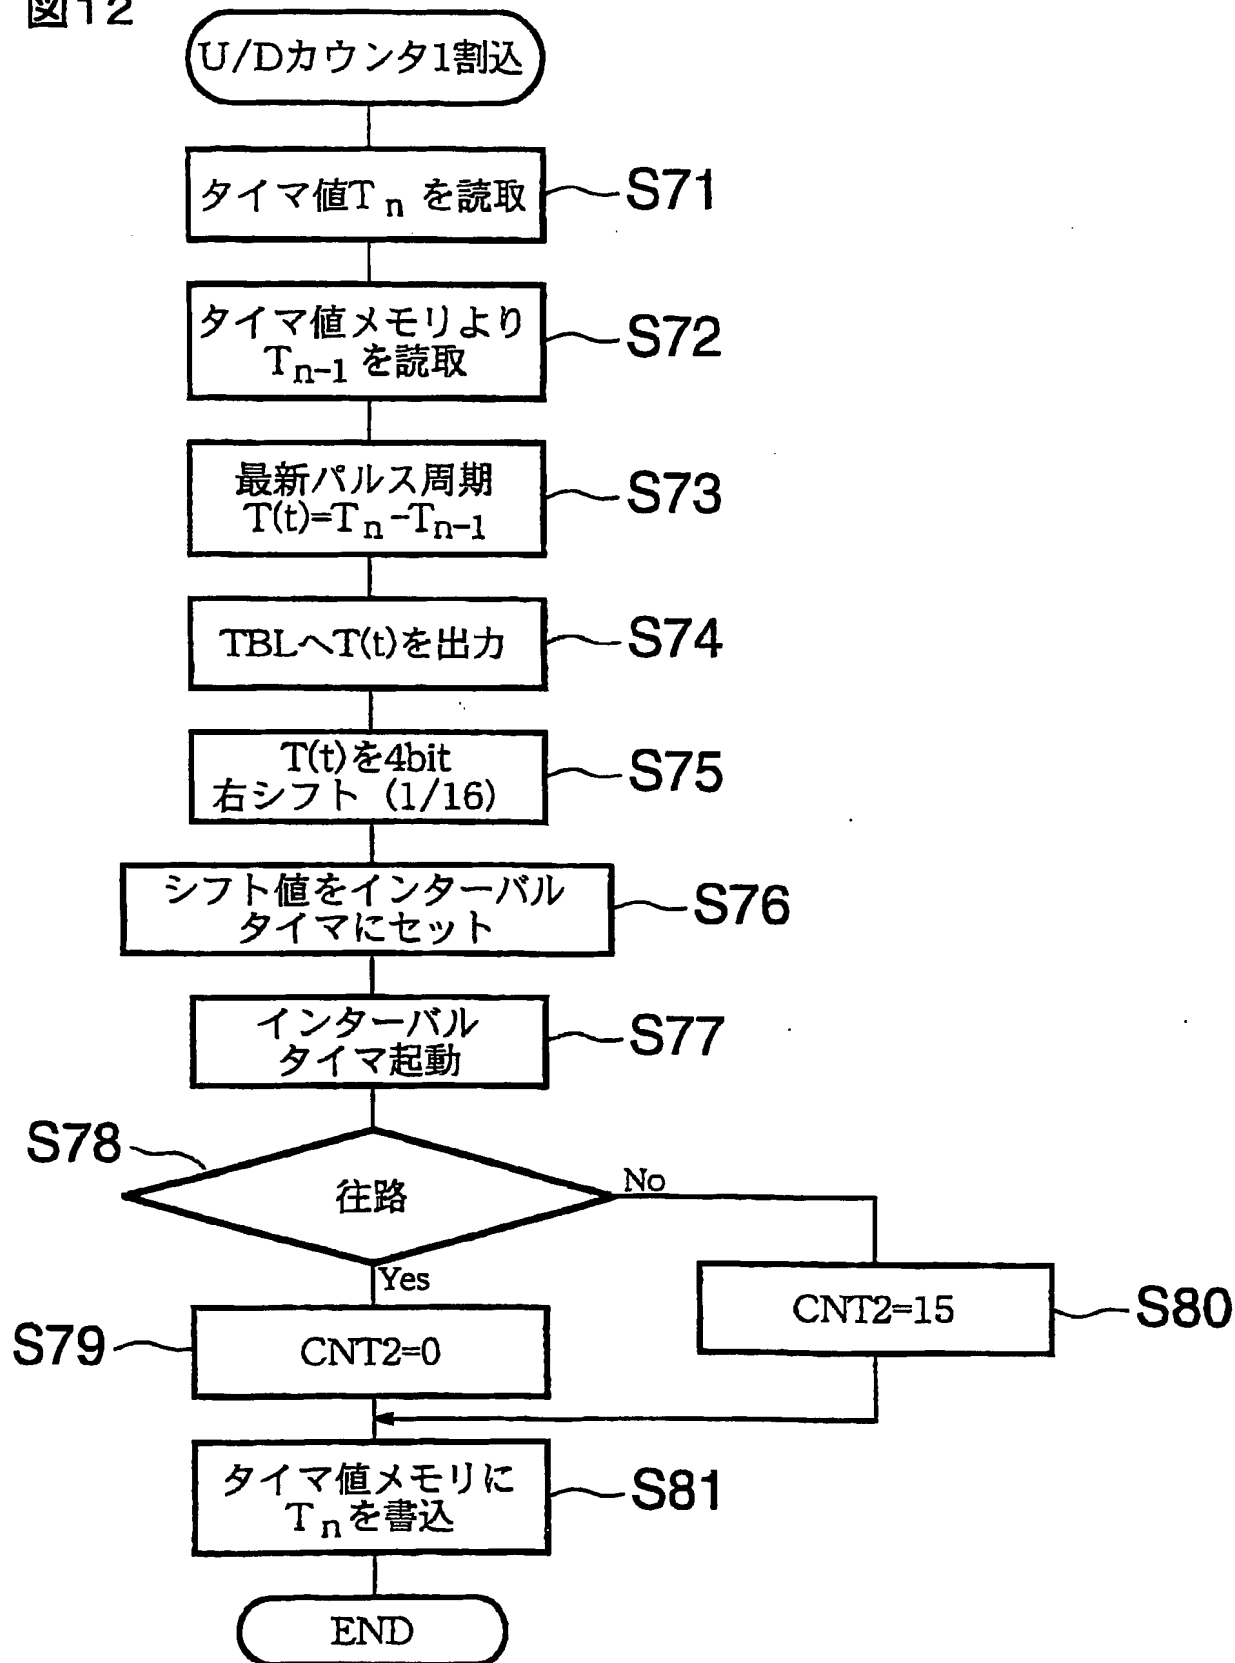 図12
U/Dカウンタ1割込
タイマ値Tn を読取
S71
タイマ値メモリより
Tn-1 を読取
S72
最新パルス周期
T(t)=Tn-Tn-1
S73
TBLへT(t)を出力
S74
T(t)を4bit
右シフト (1/16)
S75
シフト値をインターバル
タイマにセット
S76
インターバル
タイマ起動
S77
S78
往路
No
Yes
CNT2=15
S80
S79
CNT2=0
タイマ値メモリに
Tnを書込
S81
END